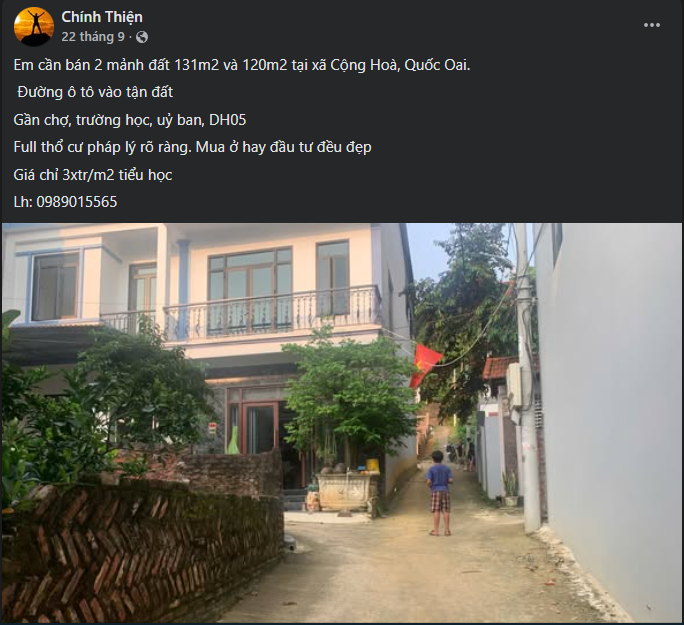 Chính Thiện
22 tháng 9 ·
Em cần bán 2 mảnh đất 131m2 và 120m2 tại xã Cộng Hoà, Quốc Oai.
Đường ô tô vào tận đất
Gần chợ, trường học, uỷ ban, DH05
Full thổ cư pháp lý rõ ràng. Mua ở hay đầu tư đều đẹp
Giá chỉ 3xtr/m2 tiểu học
Lh: 0989015565